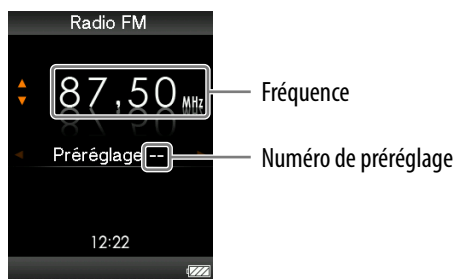 Radio FM
87,50 MHz
Fréquence
Préréglage --
Numéro de préréglage
12:22